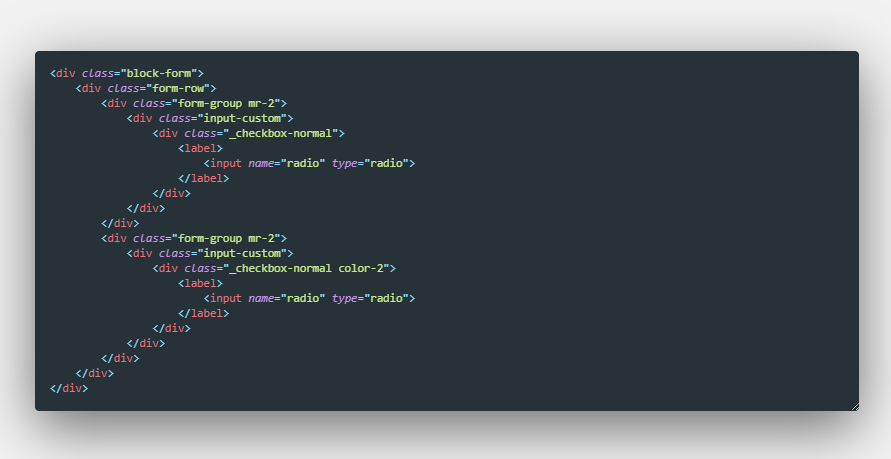 <div class="block-form">
    <div class="form-row">
        <div class="form-group mr-2">
            <div class="input-custom">
                <div class="_checkbox-normal">
                    <label>
                        <input name="radio" type="radio">
                    </label>
                </div>
            </div>
        </div>
        <div class="form-group mr-2">
            <div class="input-custom">
                <div class="_checkbox-normal color-2">
                    <label>
                        <input name="radio" type="radio">
                    </label>
                </div>
            </div>
        </div>
    </div>
</div>